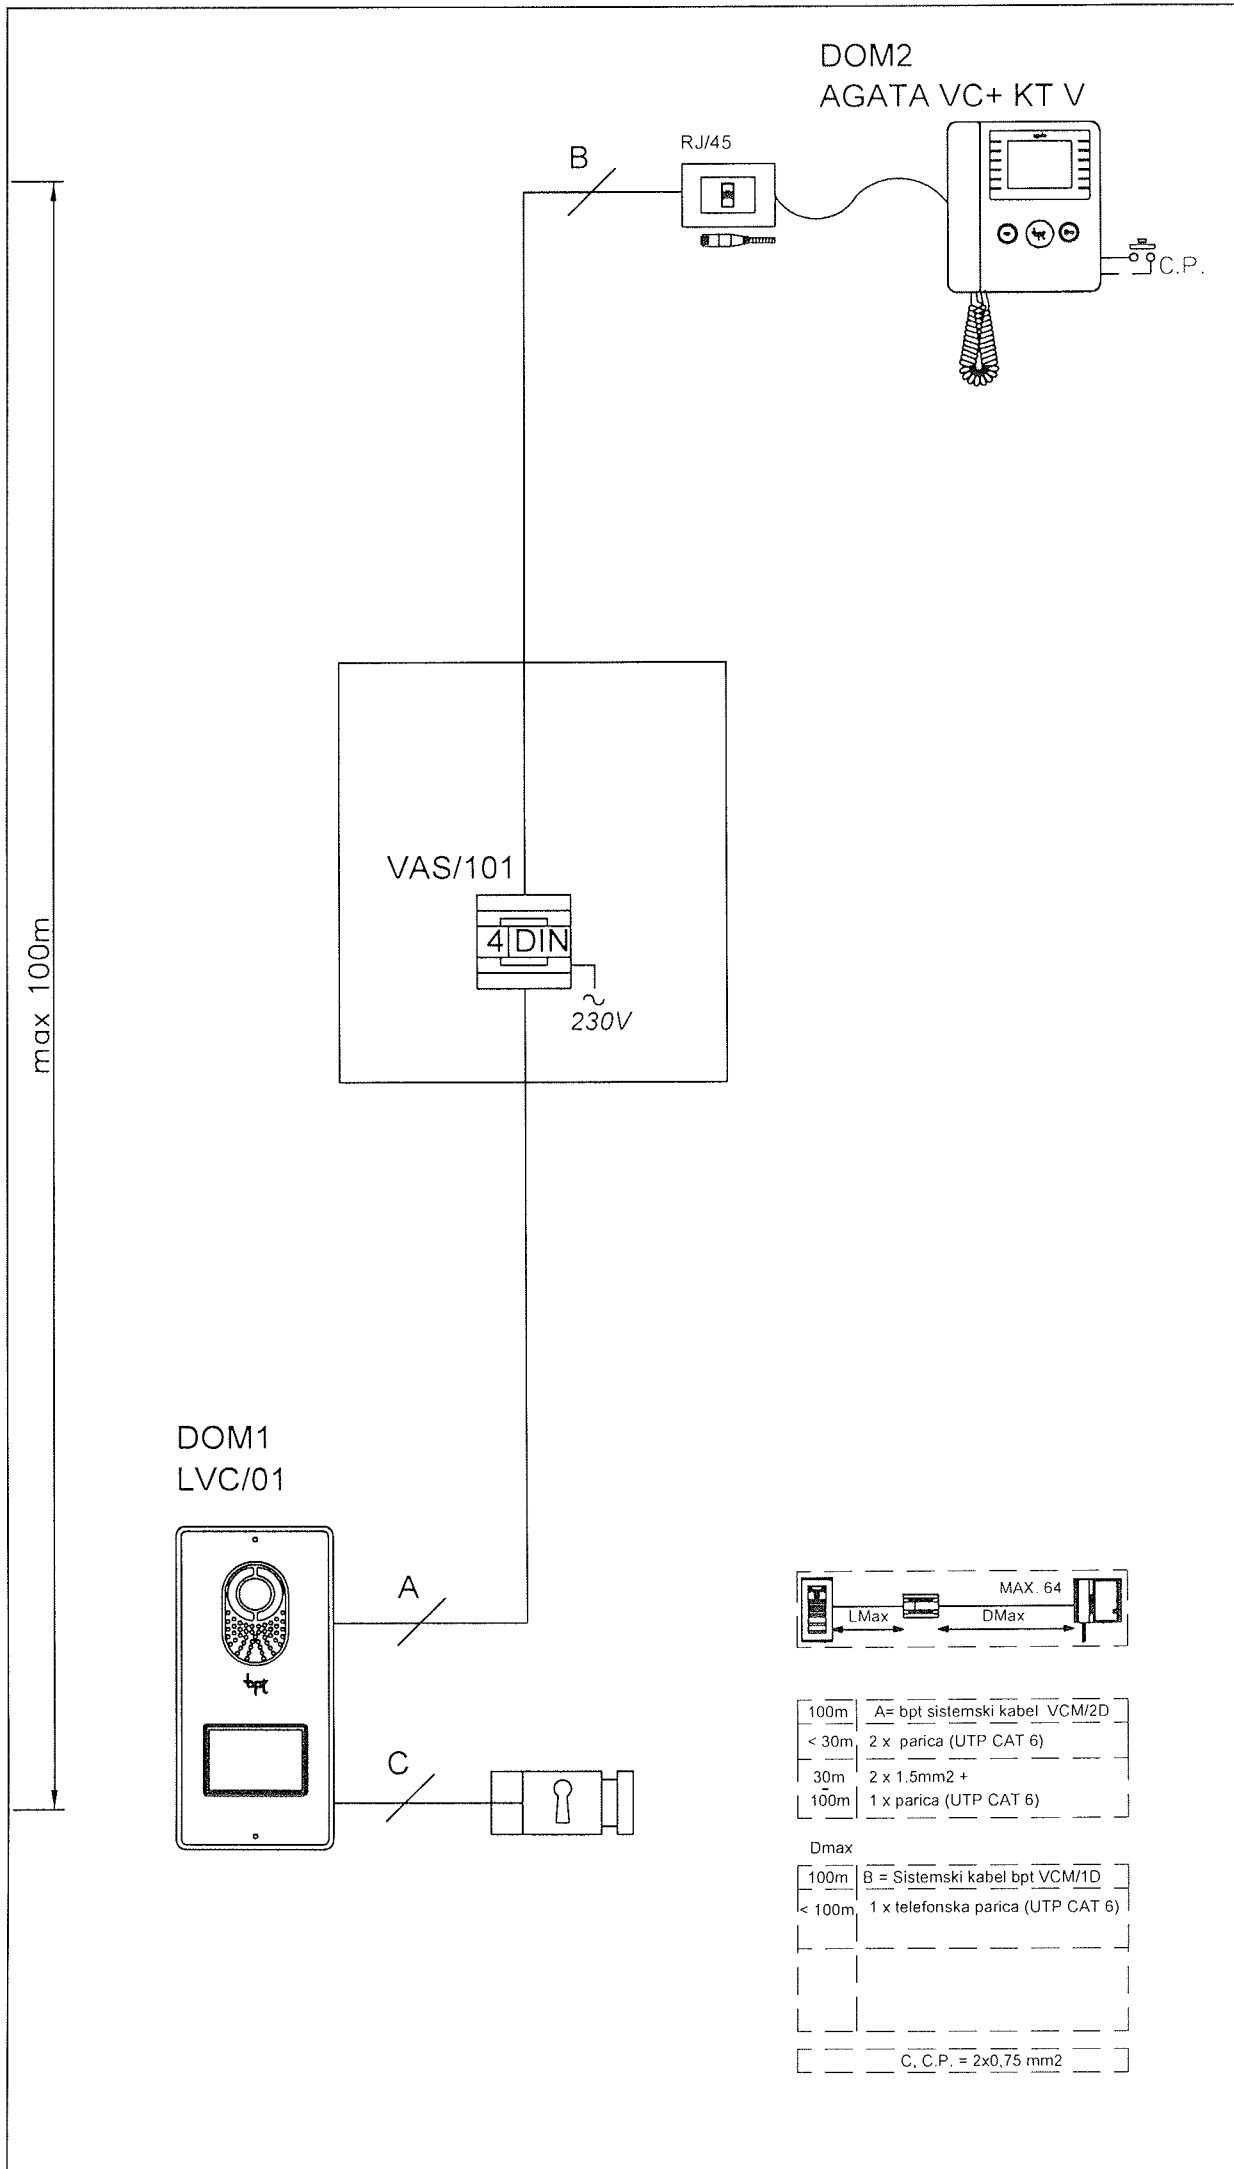 DOM2
AGATA VC+ KT V
RJ/45
B
C.P.
bpt
max 100m
VAS/101
4 DIN
~
230V
DOM1
LVC/01
A
bpt
C
MAX. 64
LMax
DMax
100m A= bpt sistemski kabel VCM/2D
< 30m 2 x parica (UTP CAT 6)
30m 2 x 1.5mm2 +
-
100m 1 x parica (UTP CAT 6)
Dmax
100m B = Sistemski kabel bpt VCM/1D
< 100m 1 x telefonska parica (UTP CAT 6)
C, C.P. = 2x0,75 mm2